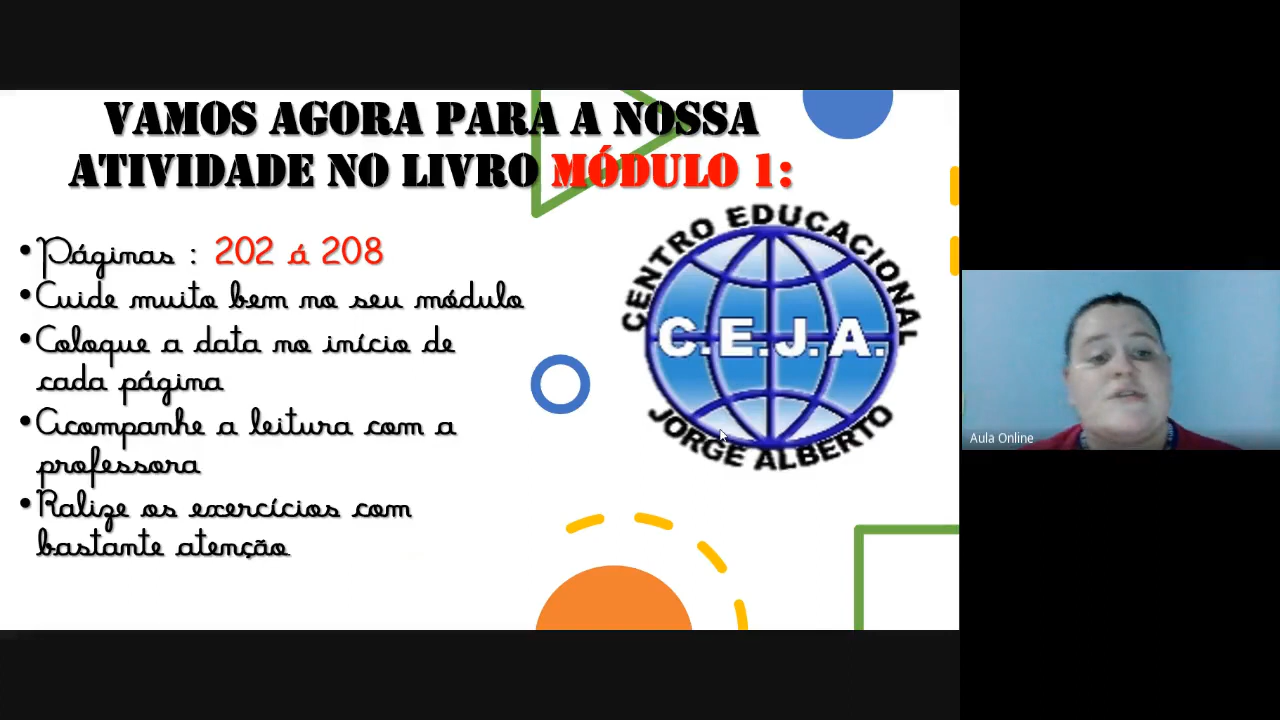 VAMOS AGORA PARA A NOSSA
ATIVIDADE NO LIVRO MÓDULO 1:
• Páginas : 202 á 208
• Cuide muito bem no seu módulo
• Coloque a data no início de
cada página
• Acompanhe a leitura com a
professora
• Ralize os exercícios com
bastante atenção
CENTRO EDUCACIONAL
C.E.J.A.
JORGE ALBERTO
Aula Online